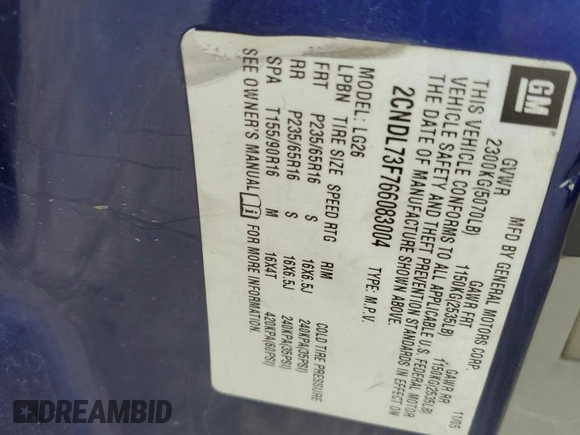 GM
MFD BY GENERAL MOTORS CORP. 11/05
GVWR GAWR FRT GAWR RR
2300KG(5070LB) 1150KG(2535LB) 1150KG(2535LB)
THIS VEHICLE CONFORMS TO ALL APPLICABLE U.S. FEDERAL MOTOR
VEHICLE SAFETY AND THEFT PREVENTION STANDARDS IN EFFECT ON
THE DATE OF MANUFACTURE SHOWN ABOVE.
2CNDL73F766083004 TYPE: M.P.V.
MODEL: LG26
LPBN TIRE SIZE SPEED RTG RIM COLD TIRE PRESSURE
FRT P235/65R16 S 16X6.5J 240KPA(35PSI)
RR P235/65R16 S 16X6.5J 240KPA(35PSI)
SPA T155/90R16 M 16X4T 420KPA(60PSI)
SEE OWNER'S MANUAL FOR MORE INFORMATION.
DREAMBID